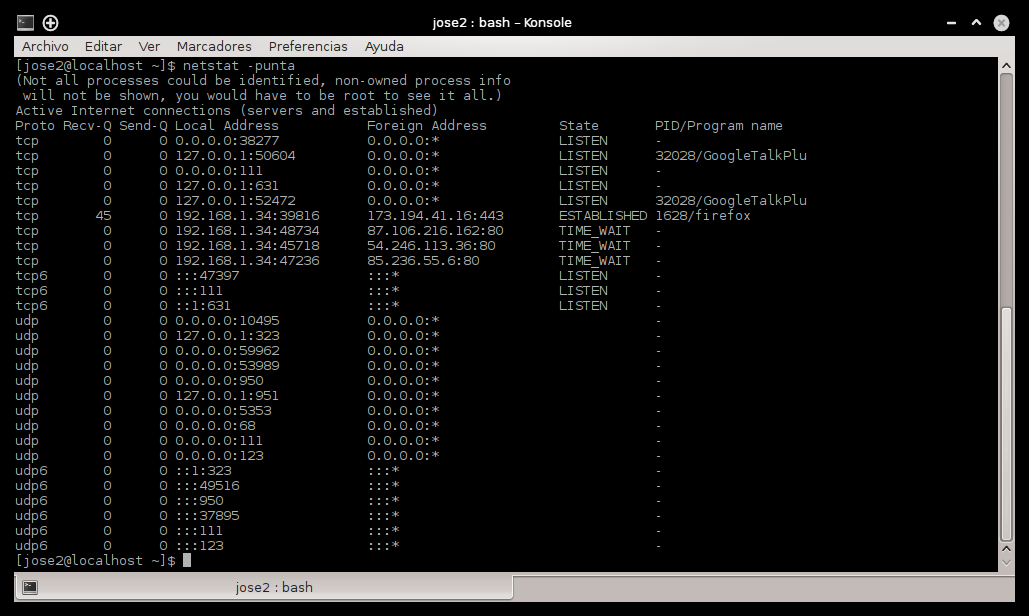 jose2 : bash – Konsole
Archivo Editar Ver Marcadores Preferencias Ayuda
[jose2@localhost ~]$ netstat -punta
(Not all processes could be identified, non-owned process info
 will not be shown, you would have to be root to see it all.)
Active Internet connections (servers and established)
Proto Recv-Q Send-Q Local Address           Foreign Address         State       PID/Program name
tcp        0      0 0.0.0.0:38277           0.0.0.0:*               LISTEN      -
tcp        0      0 127.0.0.1:50604         0.0.0.0:*               LISTEN      32028/GoogleTalkPlu
tcp        0      0 0.0.0.0:111             0.0.0.0:*               LISTEN      -
tcp        0      0 127.0.0.1:631           0.0.0.0:*               LISTEN      -
tcp        0      0 127.0.0.1:52472         0.0.0.0:*               LISTEN      32028/GoogleTalkPlu
tcp       45      0 192.168.1.34:39816      173.194.41.16:443       ESTABLISHED 1628/firefox
tcp        0      0 192.168.1.34:48734      87.106.216.162:80       TIME_WAIT   -
tcp        0      0 192.168.1.34:45718      54.246.113.36:80        TIME_WAIT   -
tcp        0      0 192.168.1.34:47236      85.236.55.6:80          TIME_WAIT   -
tcp6       0      0 :::47397                :::*                    LISTEN      -
tcp6       0      0 :::111                  :::*                    LISTEN      -
tcp6       0      0 ::1:631                 :::*                    LISTEN      -
udp        0      0 0.0.0.0:10495           0.0.0.0:*                           -
udp        0      0 127.0.0.1:323           0.0.0.0:*                           -
udp        0      0 0.0.0.0:59962           0.0.0.0:*                           -
udp        0      0 0.0.0.0:53989           0.0.0.0:*                           -
udp        0      0 0.0.0.0:950             0.0.0.0:*                           -
udp        0      0 127.0.0.1:951           0.0.0.0:*                           -
udp        0      0 0.0.0.0:5353            0.0.0.0:*                           -
udp        0      0 0.0.0.0:68              0.0.0.0:*                           -
udp        0      0 0.0.0.0:111             0.0.0.0:*                           -
udp        0      0 0.0.0.0:123             0.0.0.0:*                           -
udp6       0      0 ::1:323                 :::*                                -
udp6       0      0 :::49516                :::*                                -
udp6       0      0 :::950                  :::*                                -
udp6       0      0 :::37895                :::*                                -
udp6       0      0 :::111                  :::*                                -
udp6       0      0 :::123                  :::*                                -
[jose2@localhost ~]$
jose2 : bash